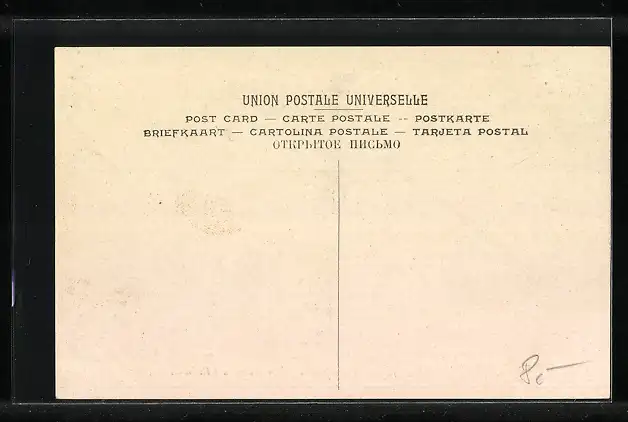 UNION POSTALE UNIVERSELLE
POST CARD — CARTE POSTALE -- POSTKARTE
BRIEFKAART — CARTOLINA POSTALE — TARJETA POSTAL
ОТКРЫТОЕ ПИСЬМО